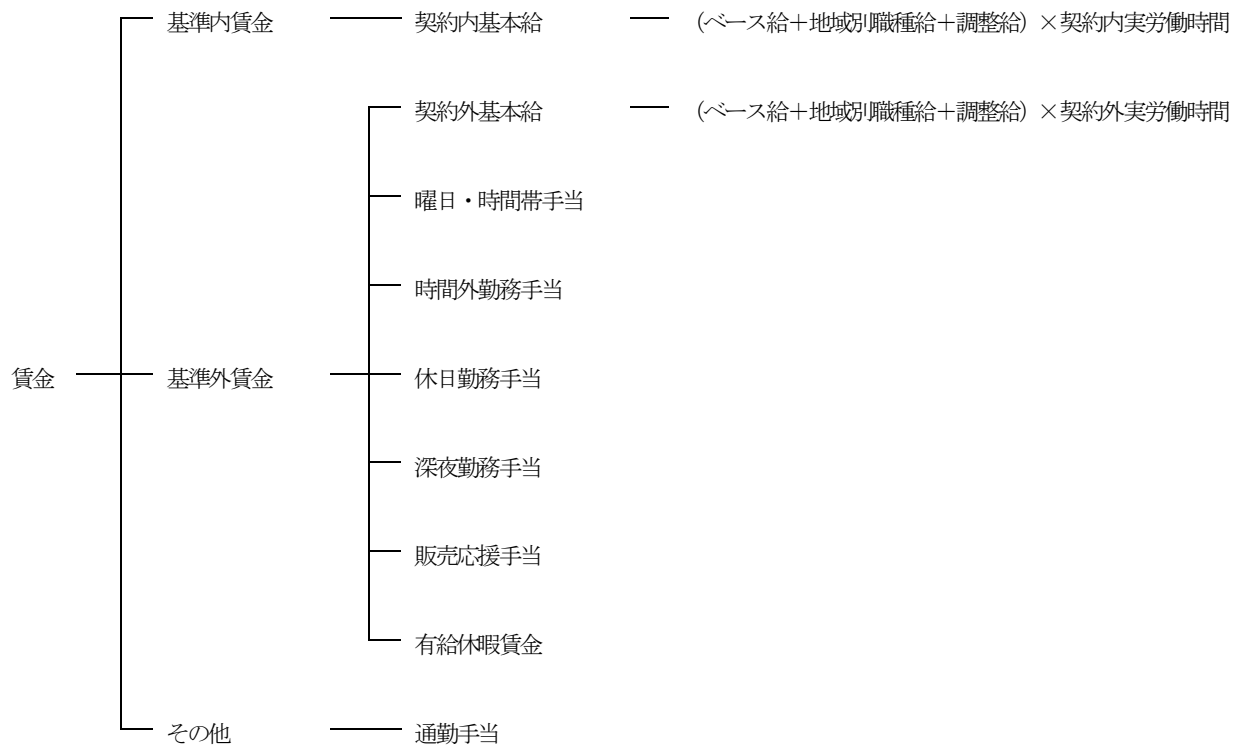 基準内賃金 契約内基本給 (ベース給+地域別職種給+調整給)×契約内実労働時間
契約外基本給 (ベース給+地域別職種給+調整給)×契約外実労働時間
曜日・時間帯手当
時間外勤務手当
賃金 基準外賃金 休日勤務手当
深夜勤務手当
販売応援手当
有給休暇賃金
その他 通勤手当